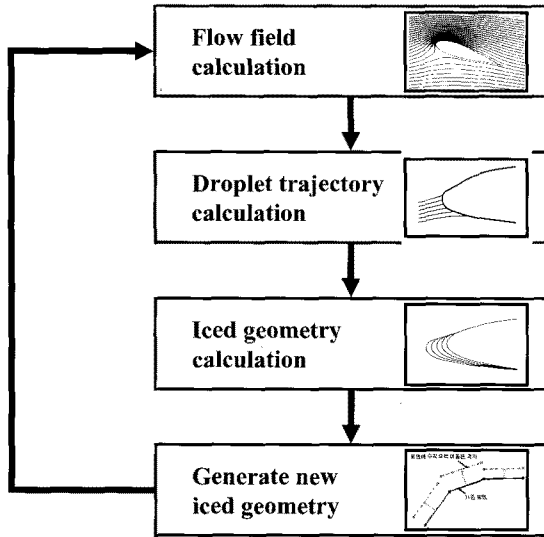 Flow field
calculation
Droplet trajectory
calculation
Iced geometry
calculation
Generate new
iced geometry